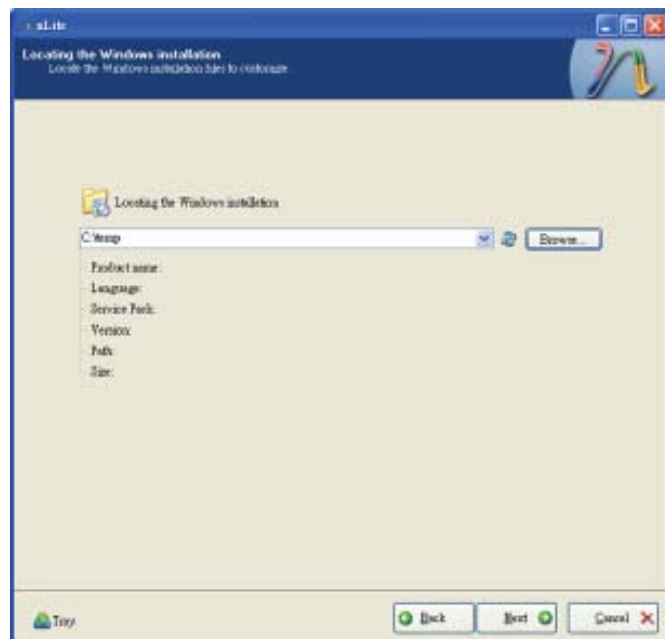 nLite
Locating the Windows installation
Locate the Windows installation files to customize.
Locating the Windows installation
C:\temp
Browse...
Product name:
Language:
Service Pack:
Version:
Path:
Size:
Tray
Back
Next
Cancel